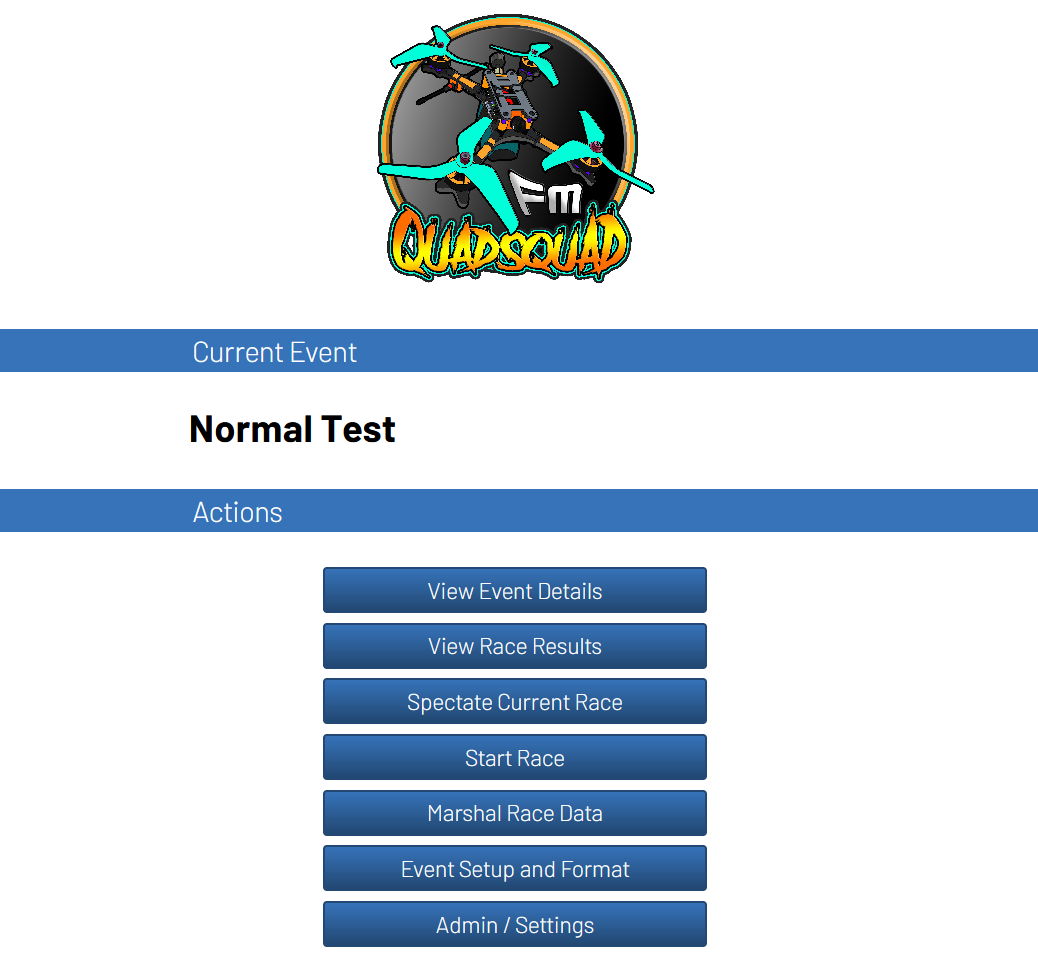 Fm
QUADSQUAD
Current Event
Normal Test
Actions
View Event Details
View Race Results
Spectate Current Race
Start Race
Marshal Race Data
Event Setup and Format
Admin / Settings